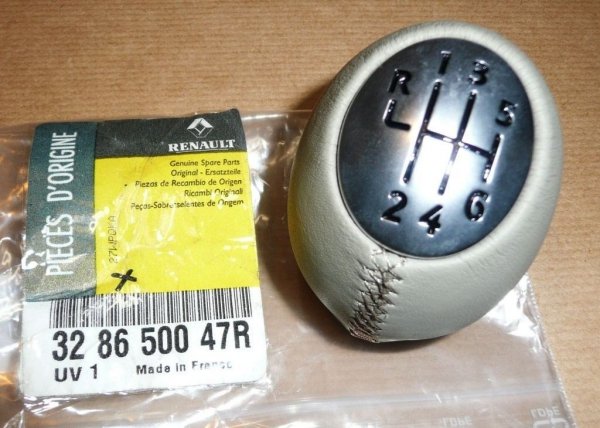 PIÈCES D'ORIGINE
RENAULT
Genuine Spare Parts
Original - Ersatzteile
Piezas de Recambio de Origen
Ricambi Originali
Peças-Sobresselentes de Origem
32 86 500 47R
UV 1 Made in France
R 1 3 5
2 4 6
LDPE